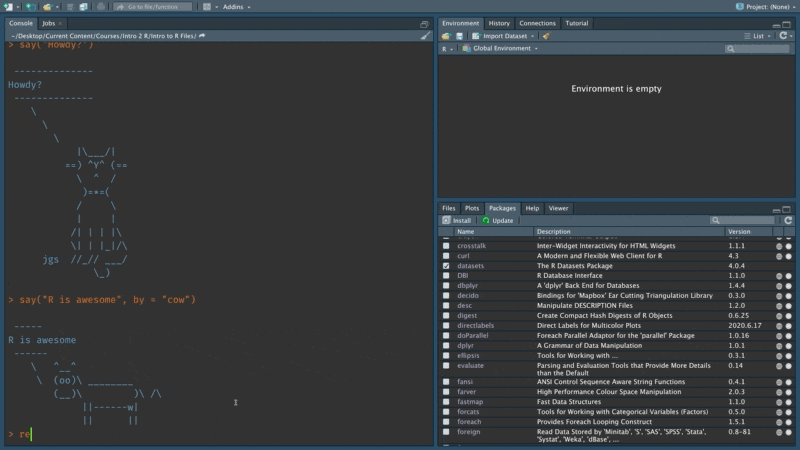 Go to file/function
Addins
Project: (None)
Console Jobs
~/Desktop/Current Content/Courses/Intro 2 R/Intro to R Files/
> say("Howdy?")
--------------
Howdy?
--------------
    \
      \
        \
            |\___/|
          ==) ^Y^ (==
            \  ^  /
             )=*=(
            /     \
            |     |
           /| | | |\
           \| | |_|/\
      jgs  //_// ___/
               \_)
> say("R is awesome", by = "cow")
-----
R is awesome
------
    \   ^__^
     \  (oo)\ ________
        (__)\         )\ /\
             ||------w|
             ||      ||
> re
Environment History Connections Tutorial
Import Dataset
List
R Global Environment
Environment is empty
Files Plots Packages Help Viewer
Install Update
Name Description Version
crosstalk Inter-Widget Interactivity for HTML Widgets 1.1.1
curl A Modern and Flexible Web Client for R 4.3
datasets The R Datasets Package 4.0.4
DBI R Database Interface 1.1.0
dbplyr A 'dplyr' Back End for Databases 1.4.4
decido Bindings for 'Mapbox' Ear Cutting Triangulation Library 0.3.0
desc Manipulate DESCRIPTION Files 1.2.0
digest Create Compact Hash Digests of R Objects 0.6.25
directlabels Direct Labels for Multicolor Plots 2020.6.17
doParallel Foreach Parallel Adaptor for the 'parallel' Package 1.0.16
dplyr A Grammar of Data Manipulation 1.0.1
ellipsis Tools for Working with ... 0.3.1
evaluate Parsing and Evaluation Tools that Provide More Details 0.14
than the Default
fansi ANSI Control Sequence Aware String Functions 0.4.1
farver High Performance Colour Space Manipulation 2.0.3
fastmap Fast Data Structures 1.1.0
forcats Tools for Working with Categorical Variables (Factors) 0.5.0
foreach Provides Foreach Looping Construct 1.5.1
foreign Read Data Stored by 'Minitab', 'S', 'SAS', 'SPSS', 'Stata', 0.8-81
'Systat', 'Weka', 'dBase', ...